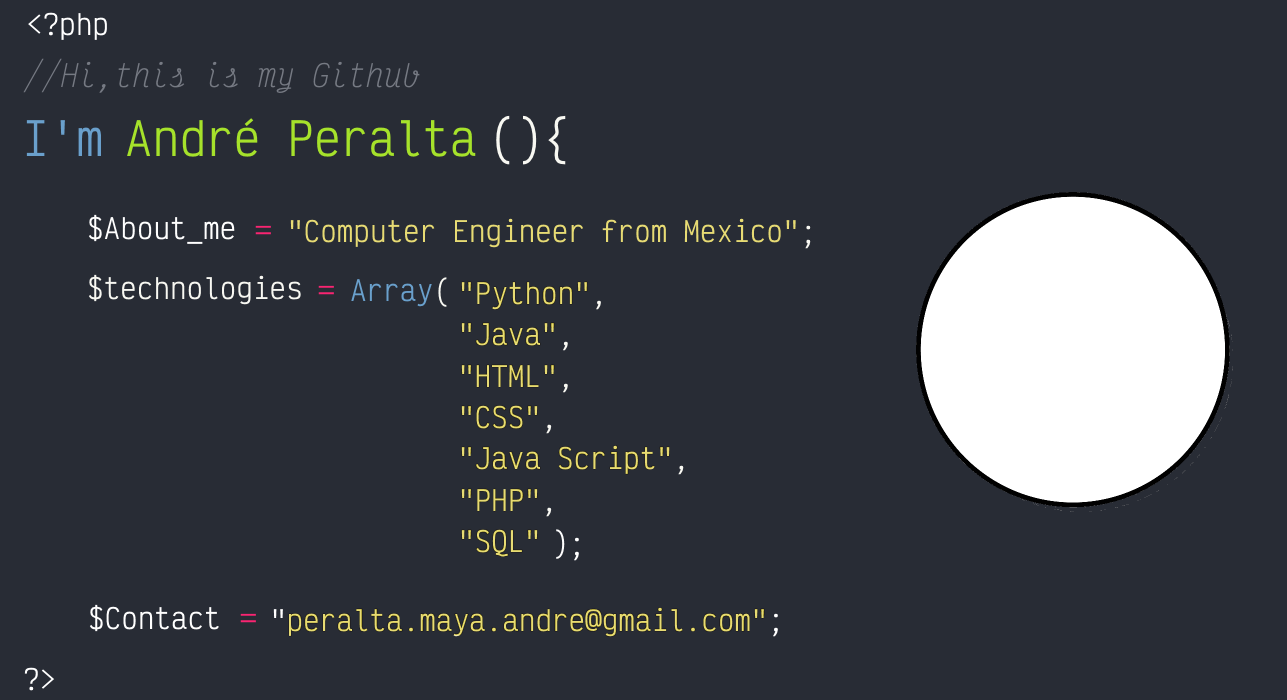 <?php
//Hi,this is my Github
I'm André Peralta (){
$About_me = "Computer Engineer from Mexico";
$technologies = Array( "Python",
"Java",
"HTML",
"CSS",
"Java Script",
"PHP",
"SQL" );
$Contact = "peralta.maya.andre@gmail.com";
?>